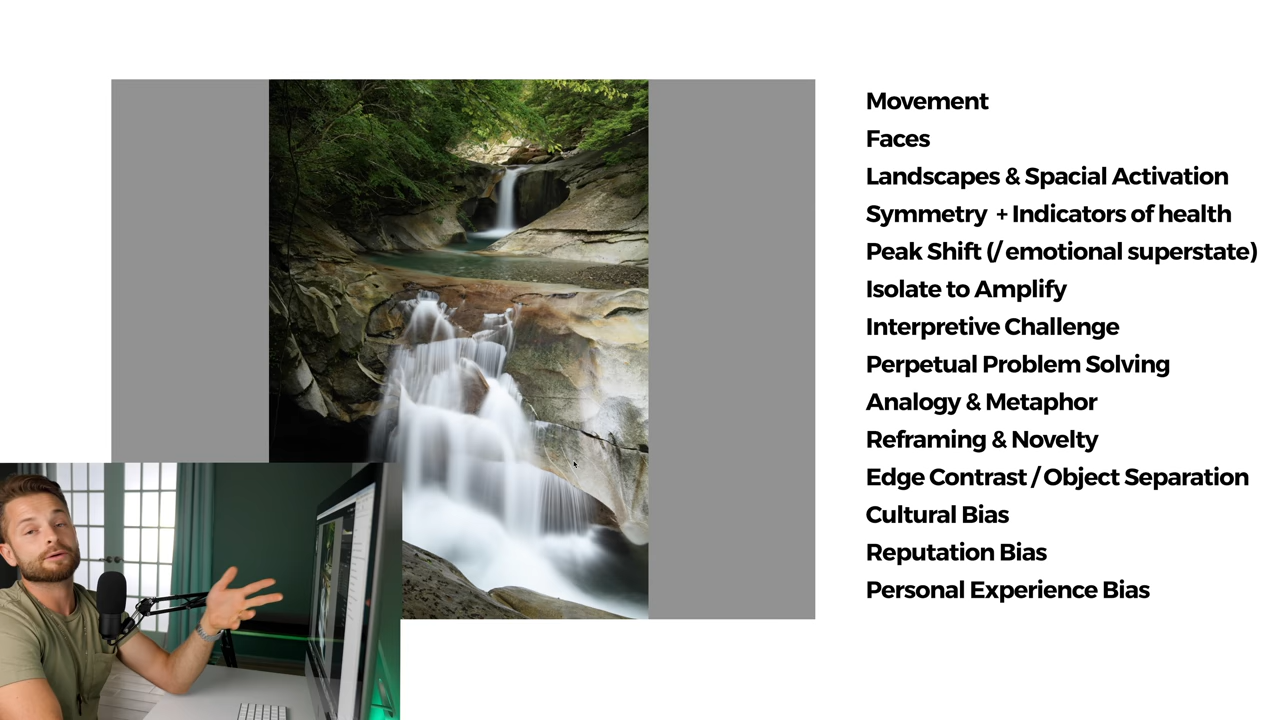 Movement
Faces
Landscapes & Spacial Activation
Symmetry + Indicators of health
Peak Shift (/ emotional superstate)
Isolate to Amplify
Interpretive Challenge
Perpetual Problem Solving
Analogy & Metaphor
Reframing & Novelty
Edge Contrast / Object Separation
Cultural Bias
Reputation Bias
Personal Experience Bias